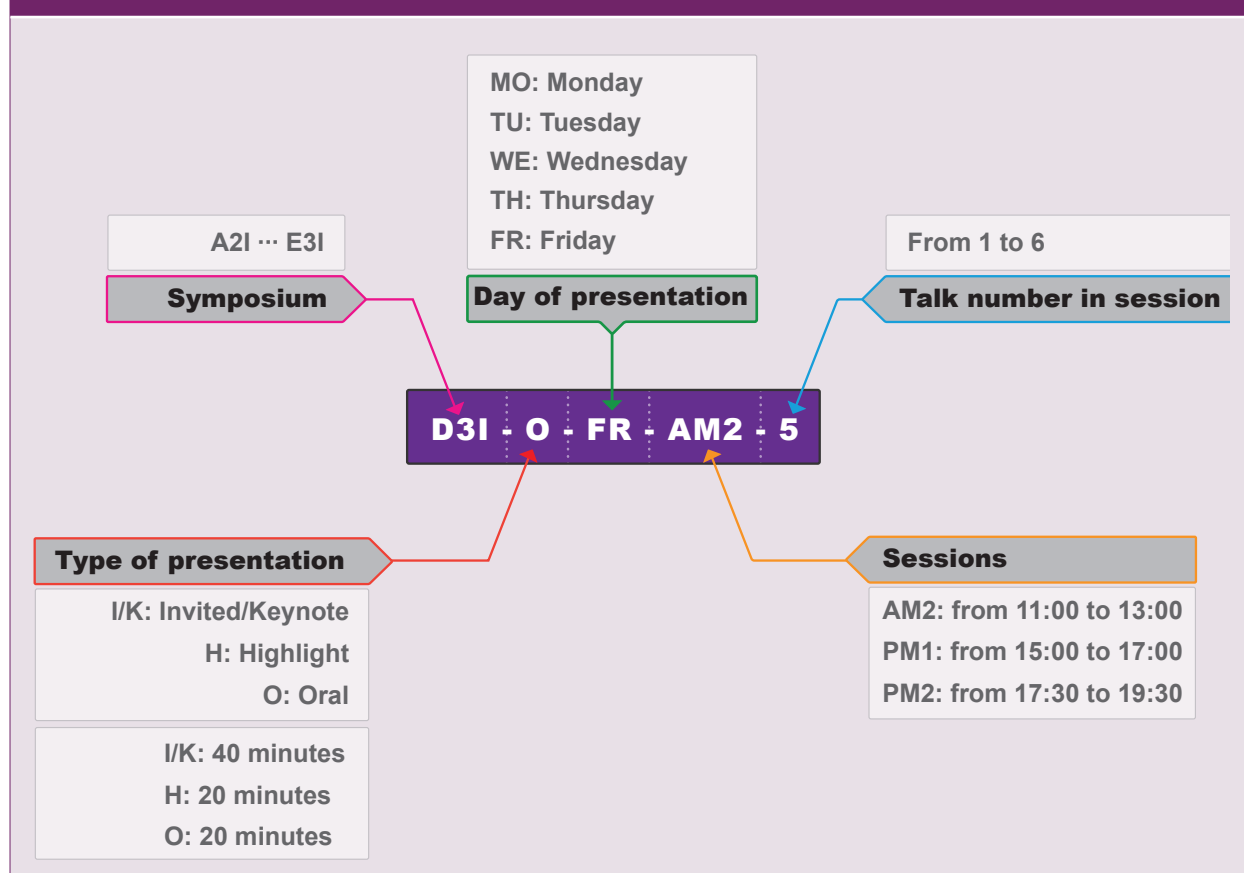 MO: Monday
TU: Tuesday
WE: Wednesday
TH: Thursday
FR: Friday
Day of presentation
A2I ··· E3I
Symposium
From 1 to 6
Talk number in session
D3I - O - FR - AM2 - 5
Type of presentation
I/K: Invited/Keynote
H: Highlight
O: Oral
I/K: 40 minutes
H: 20 minutes
O: 20 minutes
Sessions
AM2: from 11:00 to 13:00
PM1: from 15:00 to 17:00
PM2: from 17:30 to 19:30